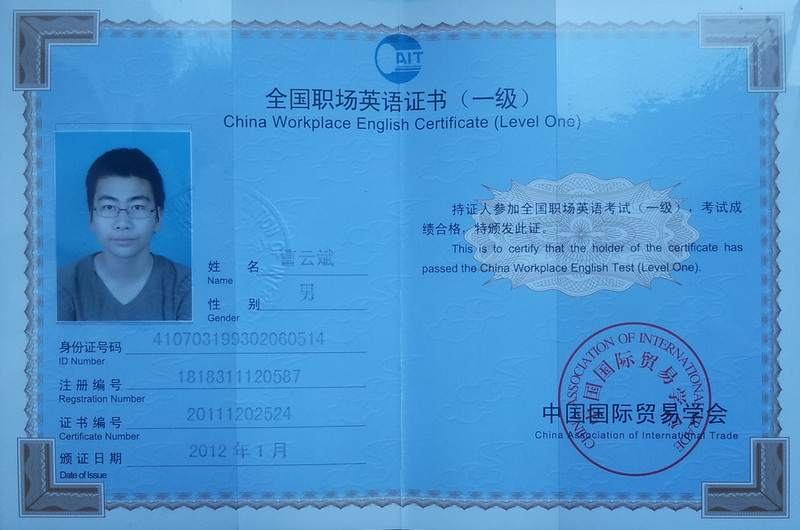 AIT
全国职场英语证书（一级）
China Workplace English Certificate (Level One)
姓 名 曹云斌
Name
性 别 男
Gender
身份证号码 410703199302060514
ID Number
注册编号 1818311120587
Regstration Number
证书编号 20111202524
Certificate Number
颁证日期 2012 年 1 月
Date of Issue
持证人参加全国职场英语考试（一级），考试成
绩合格，特颁发此证。
This is to certify that the holder of the certificate has
passed the China Workplace English Test (Level One).
CHINA ASSOCIATION OF INTERNATIONAL TRADE
中国国际贸易学会
中国国际贸易学会
China Association of International Trade